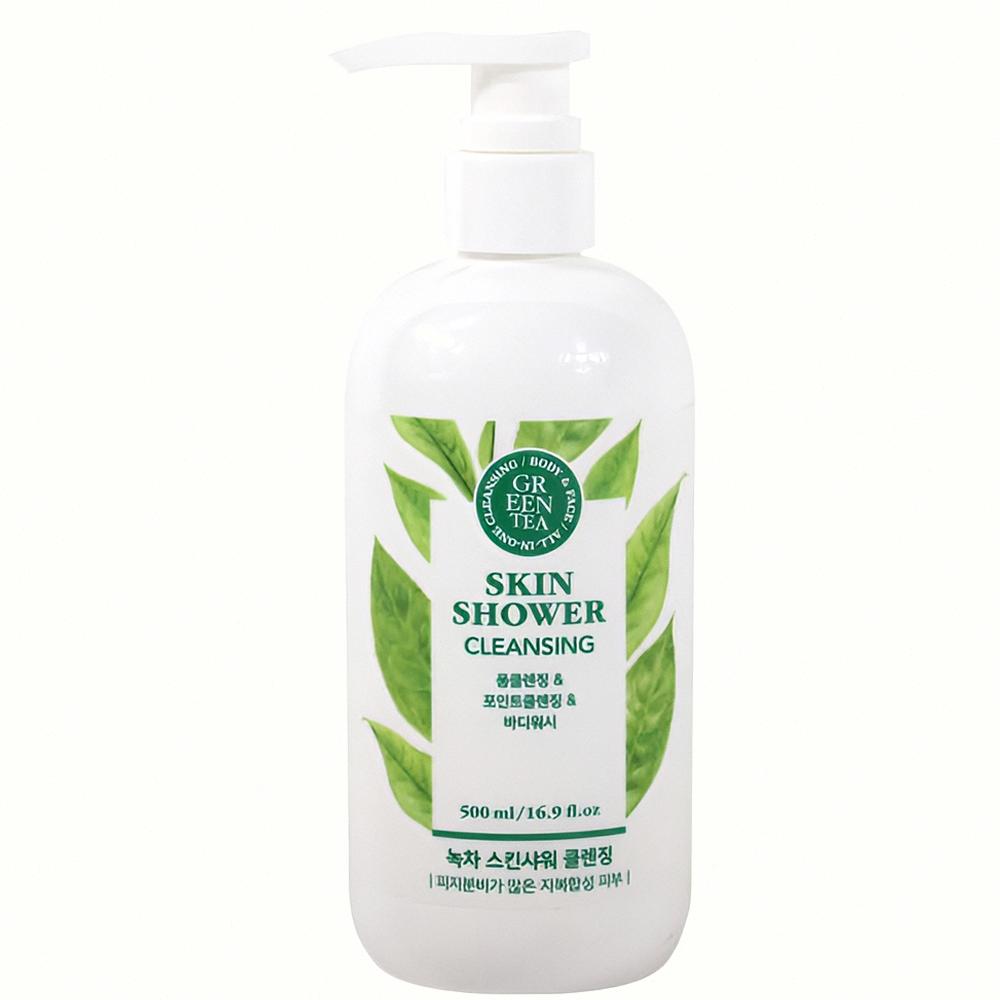 CLEANSING / BODY & FACE / ALL-IN-ONE
GR
EEN
TEA
SKIN
SHOWER
CLEANSING
폼클렌징 &
포인트클렌징 &
바디워시
500 ml/16.9 fl.oz
녹차 스킨샤워 클렌징
| 피지분비가 많은 지복합성 피부 |